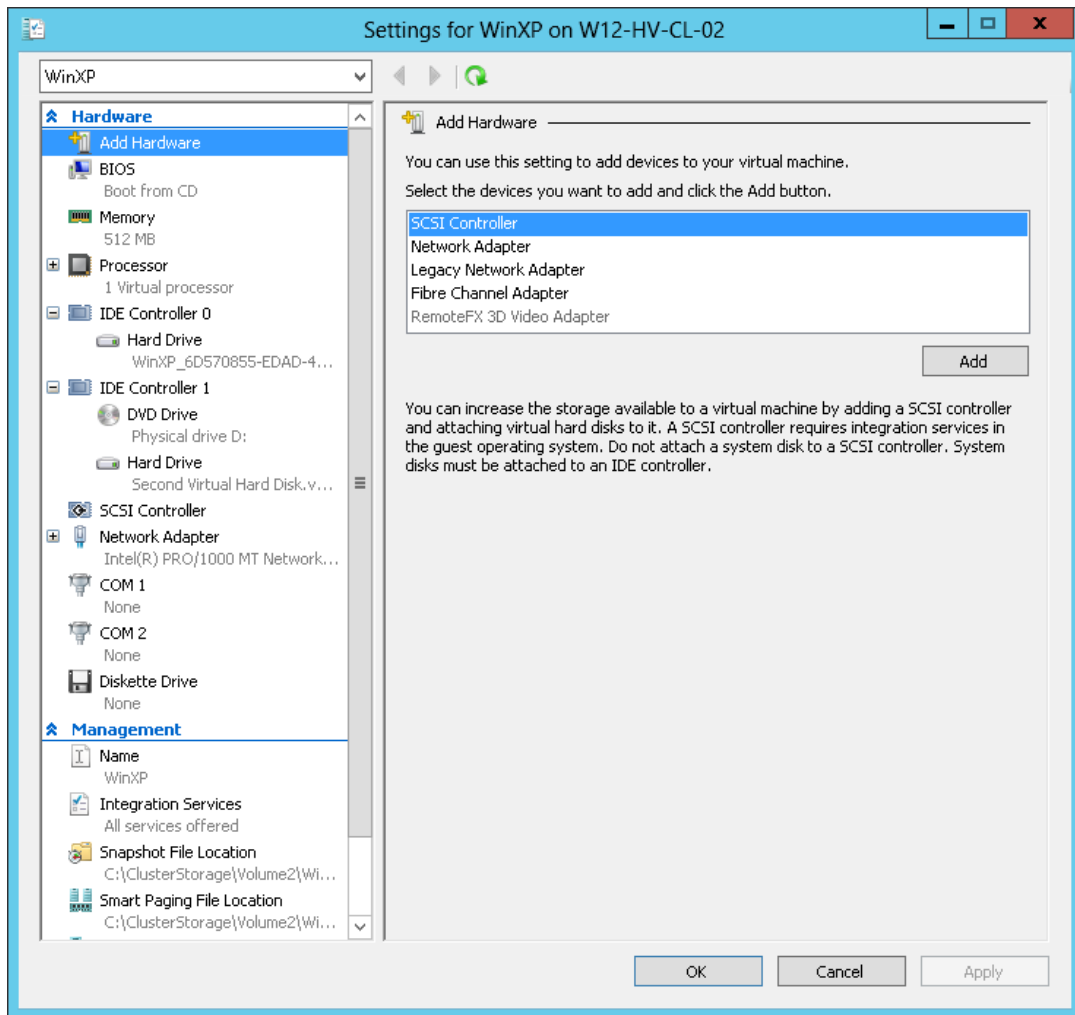 Settings for WinXP on W12-HV-CL-02
WinXP
Hardware
Add Hardware
BIOS
Boot from CD
Memory
512 MB
Processor
1 Virtual processor
IDE Controller 0
Hard Drive
WinXP_6D570855-EDAD-4...
IDE Controller 1
DVD Drive
Physical drive D:
Hard Drive
Second Virtual Hard Disk.v...
SCSI Controller
Network Adapter
Intel(R) PRO/1000 MT Network...
COM 1
None
COM 2
None
Diskette Drive
None
Management
Name
WinXP
Integration Services
All services offered
Snapshot File Location
C:\ClusterStorage\Volume2\Wi...
Smart Paging File Location
C:\ClusterStorage\Volume2\Wi...
Add Hardware
You can use this setting to add devices to your virtual machine.
Select the devices you want to add and click the Add button.
SCSI Controller
Network Adapter
Legacy Network Adapter
Fibre Channel Adapter
RemoteFX 3D Video Adapter
Add
You can increase the storage available to a virtual machine by adding a SCSI controller
and attaching virtual hard disks to it. A SCSI controller requires integration services in
the guest operating system. Do not attach a system disk to a SCSI controller. System
disks must be attached to an IDE controller.
OK
Cancel
Apply